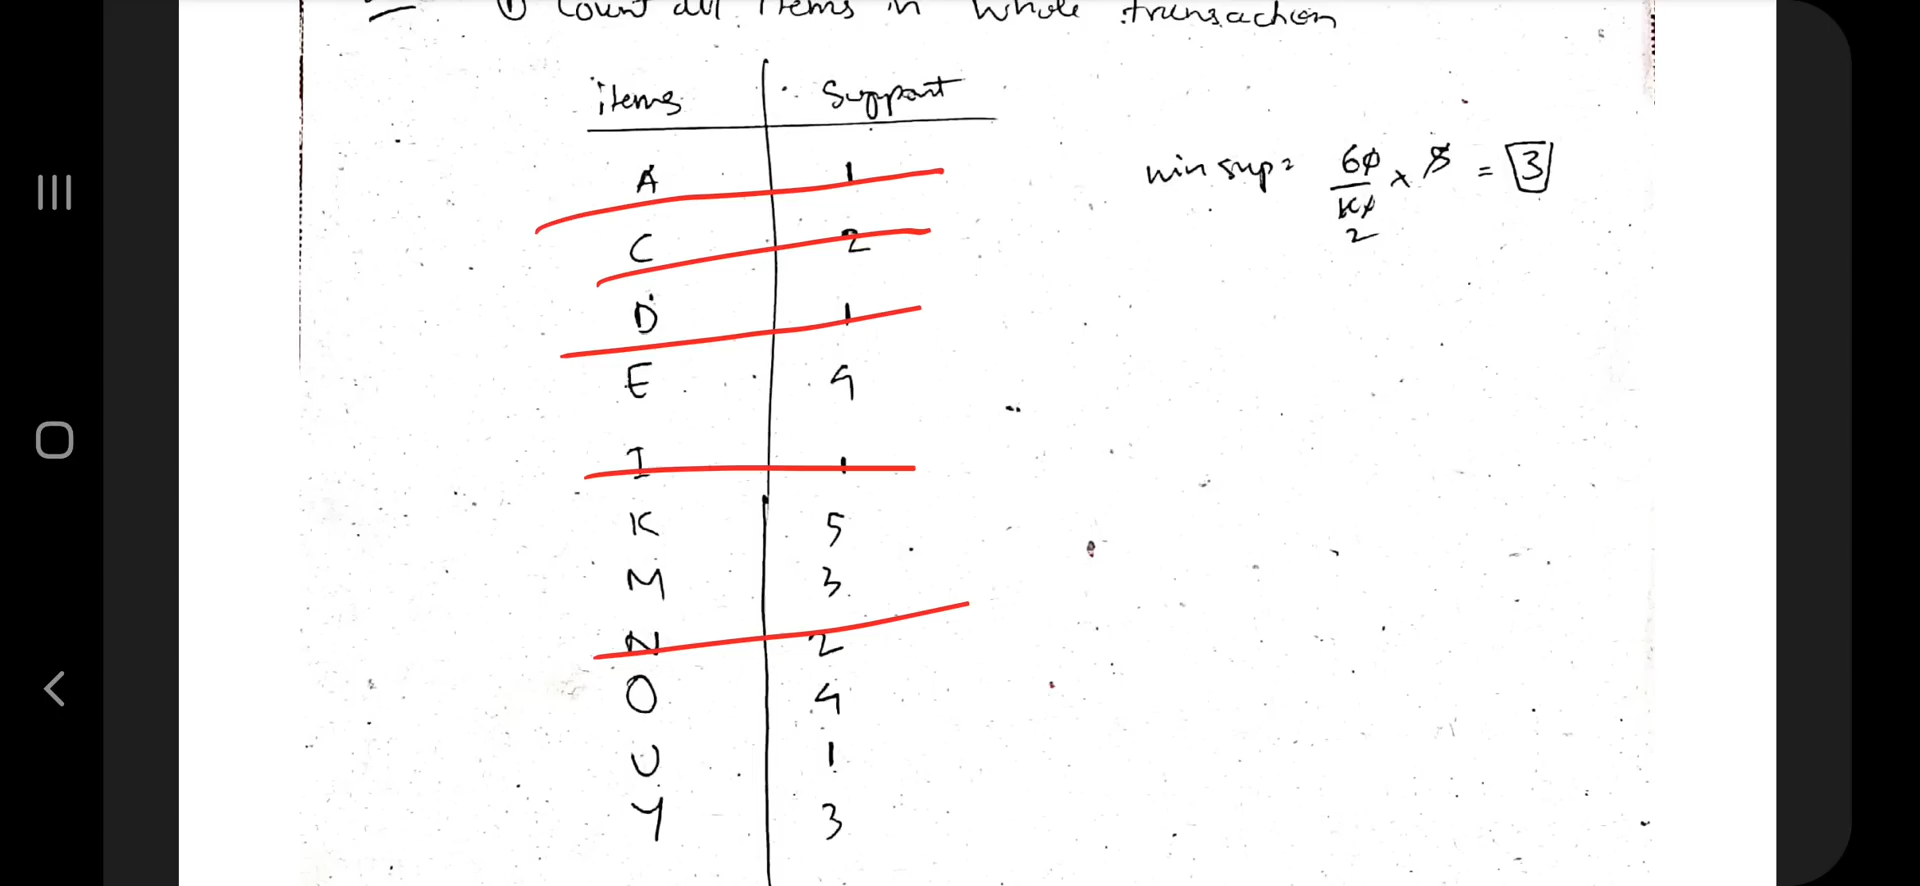 ① Count all items in whole transaction
items Support
A 1
C 2
D 1
E 4
I 1
K 5
M 3
N 2
O 4
U 1
Y 3
min sup = 60/100 × 5 = 3
2